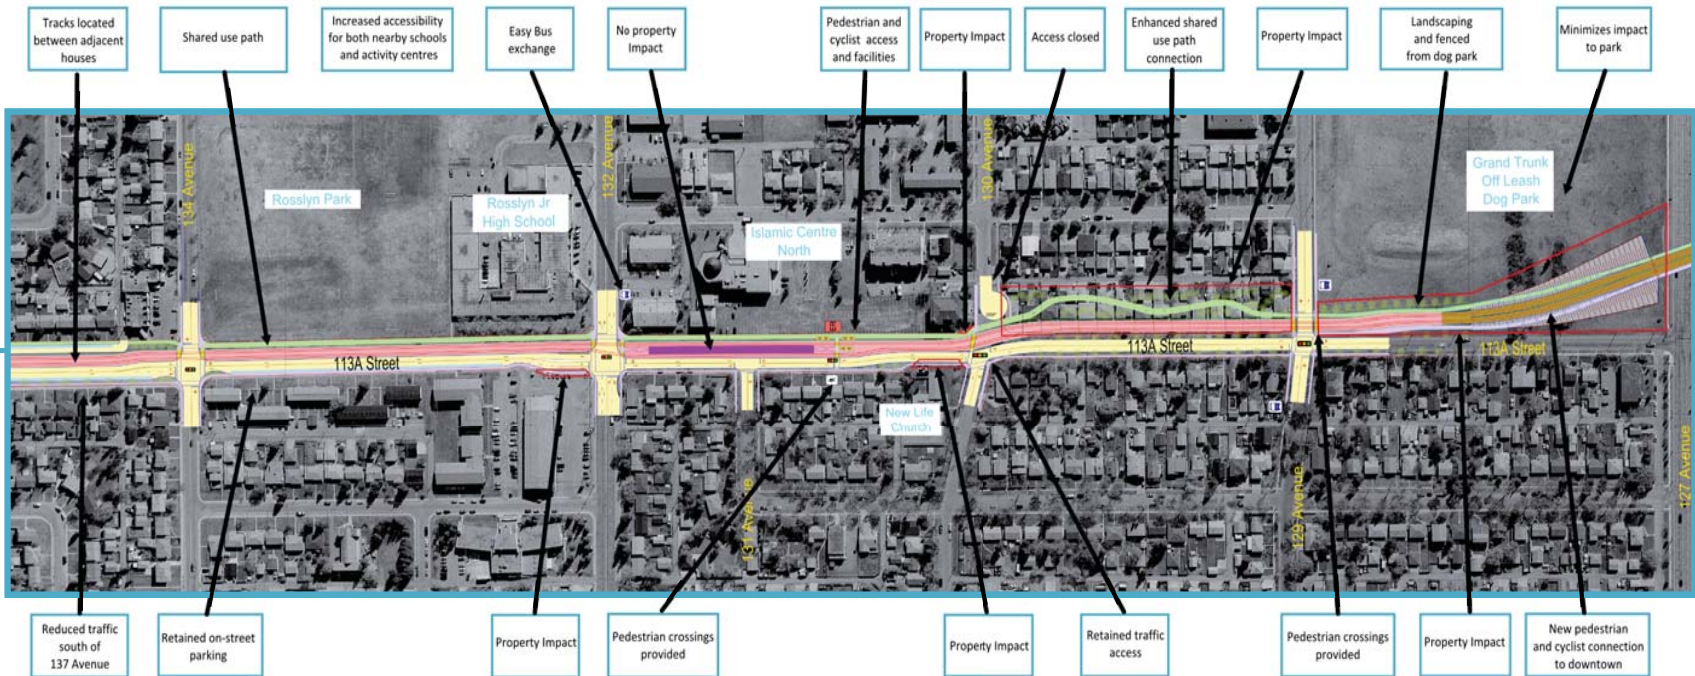 Tracks located
between adjacent
houses
Shared use path
Increased accessibility
for both nearby schools
and activity centres
Easy Bus
exchange
No property
Impact
Pedestrian and
cyclist access
and facilities
Property Impact
Access closed
Enhanced shared
use path
connection
Property Impact
Landscaping
and fenced
from dog park
Minimizes impact
to park
134 Avenue
Rosslyn Park
Rosslyn Jr
High School
132 Avenue
Islamic Centre
North
130 Avenue
Grand Trunk
Off Leash
Dog Park
113A Street
113A Street
113A Street
New Life
Church
131 Avenue
129 Avenue
127 Avenue
Reduced traffic
south of
137 Avenue
Retained on-street
parking
Property Impact
Pedestrian crossings
provided
Property Impact
Retained traffic
access
Pedestrian crossings
provided
Property Impact
New pedestrian
and cyclist connection
to downtown